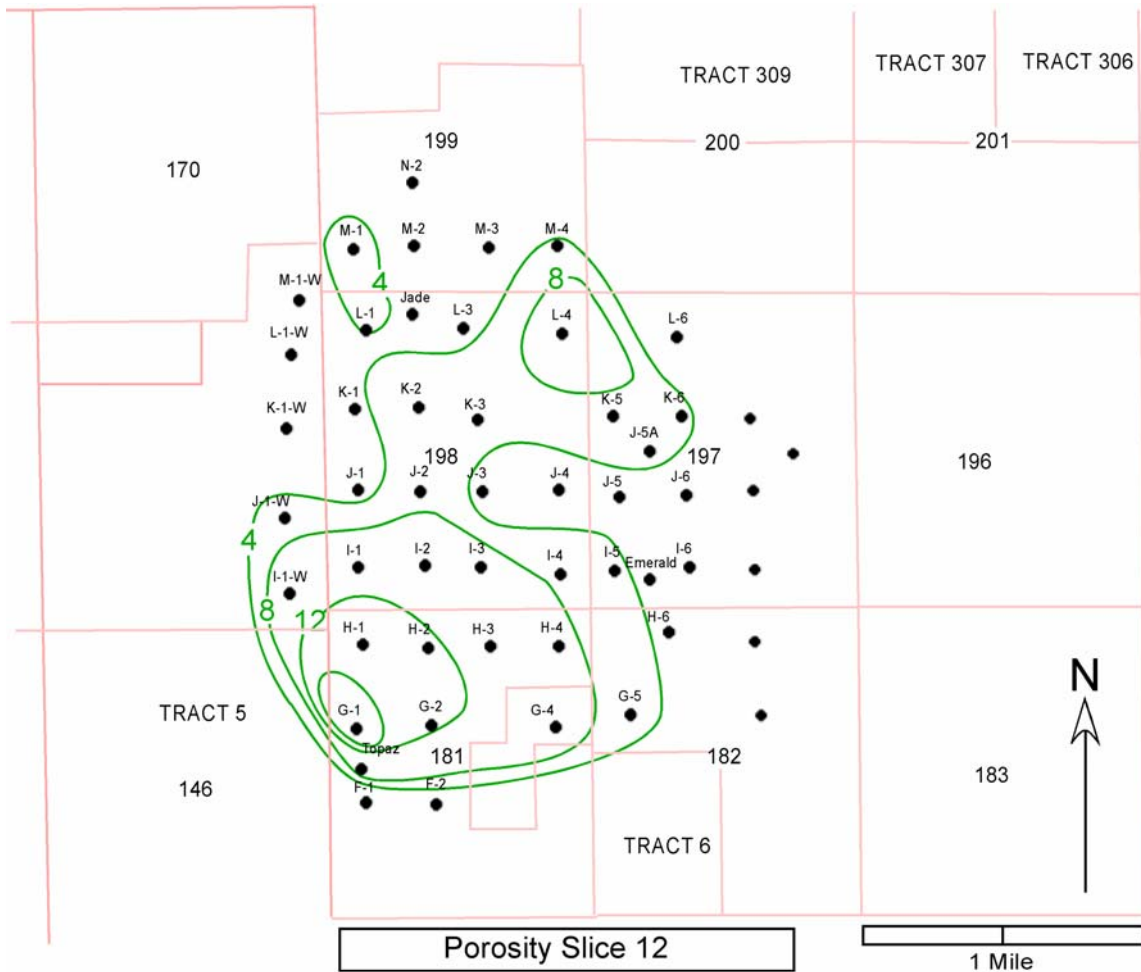 TRACT 309
TRACT 307
TRACT 306
199
200
201
170
N-2
M-1
M-2
M-3
M-4
M-1-W
4
8
Jade
L-1
L-3
L-4
L-6
L-1-W
K-1
K-2
K-3
K-5
K-6
K-1-W
J-5A
198
197
196
J-1
J-2
J-3
J-4
J-5
J-6
J-1-W
4
I-1
I-2
I-3
I-4
I-5
I-6
Emerald
I-1-W
8
12
H-1
H-2
H-3
H-4
H-6
TRACT 5
G-1
G-2
G-4
G-5
N
Topaz
181
182
183
146
F-1
F-2
TRACT 6
Porosity Slice 12
1 Mile